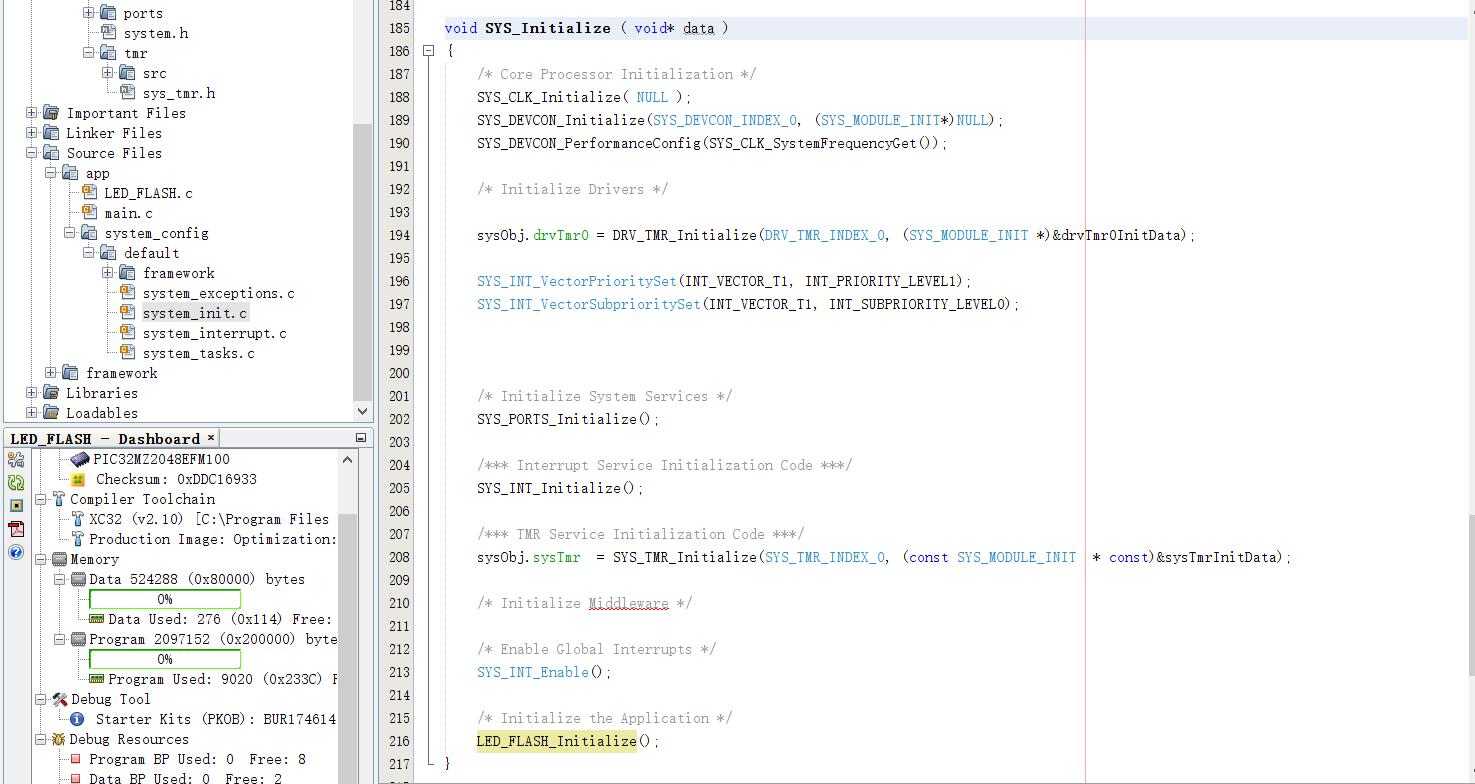 ports
system.h
tmr
src
sys_tmr.h
Important Files
Linker Files
Source Files
app
LED_FLASH.c
main.c
system_config
default
framework
system_exceptions.c
system_init.c
system_interrupt.c
system_tasks.c
framework
Libraries
Loadables
LED_FLASH - Dashboard ×
PIC32MZ2048EFM100
Checksum: 0xDDC16933
Compiler Toolchain
XC32 (v2.10) [C:\Program Files
Production Image: Optimization:
Memory
Data 524288 (0x80000) bytes
0%
Data Used: 276 (0x114) Free:
Program 2097152 (0x200000) byte
0%
Program Used: 9020 (0x233C) F
Debug Tool
Starter Kits (PKOB): BUR174614
Debug Resources
Program BP Used: 0 Free: 8
Data BP Used: 0 Free: 2
184
185 void SYS_Initialize ( void* data )
186 {
187 /* Core Processor Initialization */
188 SYS_CLK_Initialize( NULL );
189 SYS_DEVCON_Initialize(SYS_DEVCON_INDEX_0, (SYS_MODULE_INIT*)NULL);
190 SYS_DEVCON_PerformanceConfig(SYS_CLK_SystemFrequencyGet());
191
192 /* Initialize Drivers */
193
194 sysObj.drvTmr0 = DRV_TMR_Initialize(DRV_TMR_INDEX_0, (SYS_MODULE_INIT *)&drvTmr0InitData);
195
196 SYS_INT_VectorPrioritySet(INT_VECTOR_T1, INT_PRIORITY_LEVEL1);
197 SYS_INT_VectorSubprioritySet(INT_VECTOR_T1, INT_SUBPRIORITY_LEVEL0);
198
199
200
201 /* Initialize System Services */
202 SYS_PORTS_Initialize();
203
204 /*** Interrupt Service Initialization Code ***/
205 SYS_INT_Initialize();
206
207 /*** TMR Service Initialization Code ***/
208 sysObj.sysTmr = SYS_TMR_Initialize(SYS_TMR_INDEX_0, (const SYS_MODULE_INIT * const)&sysTmrInitData);
209
210 /* Initialize Middleware */
211
212 /* Enable Global Interrupts */
213 SYS_INT_Enable();
214
215 /* Initialize the Application */
216 LED_FLASH_Initialize();
217 }